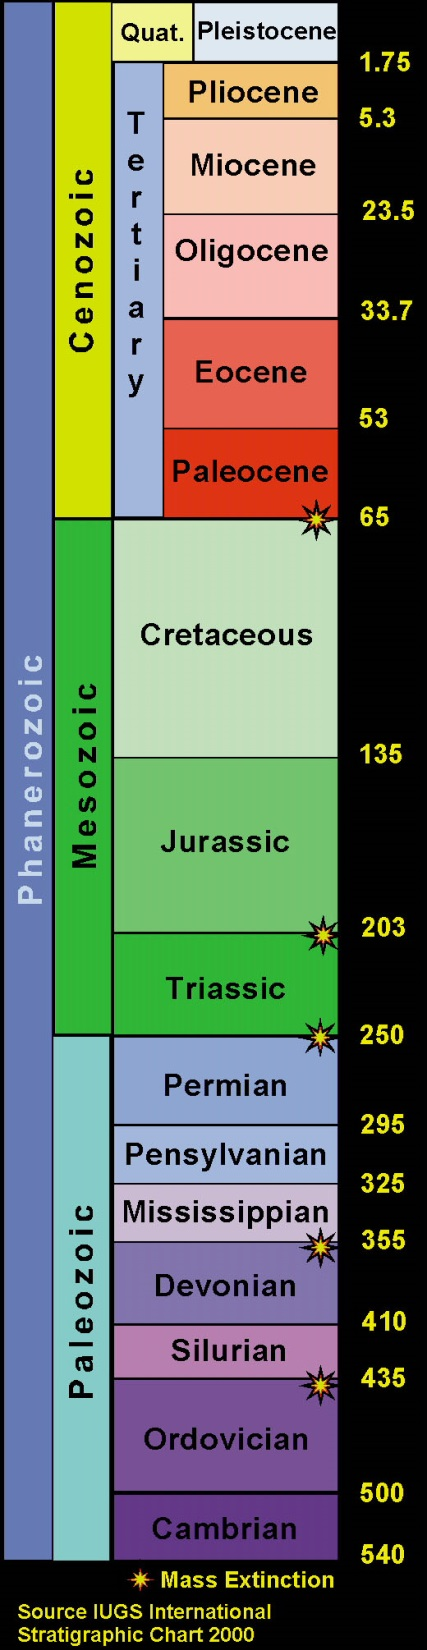 Quat.
Pleistocene
1.75
Pliocene
5.3
Tertiary
Miocene
23.5
Cenozoic
Oligocene
33.7
Eocene
53
Paleocene
65
Cretaceous
135
Phanerozoic
Mesozoic
Jurassic
203
Triassic
250
Permian
295
Pensylvanian
325
Mississippian
355
Paleozoic
Devonian
410
Silurian
435
Ordovician
500
Cambrian
540
Mass Extinction
Source IUGS International
Stratigraphic Chart 2000